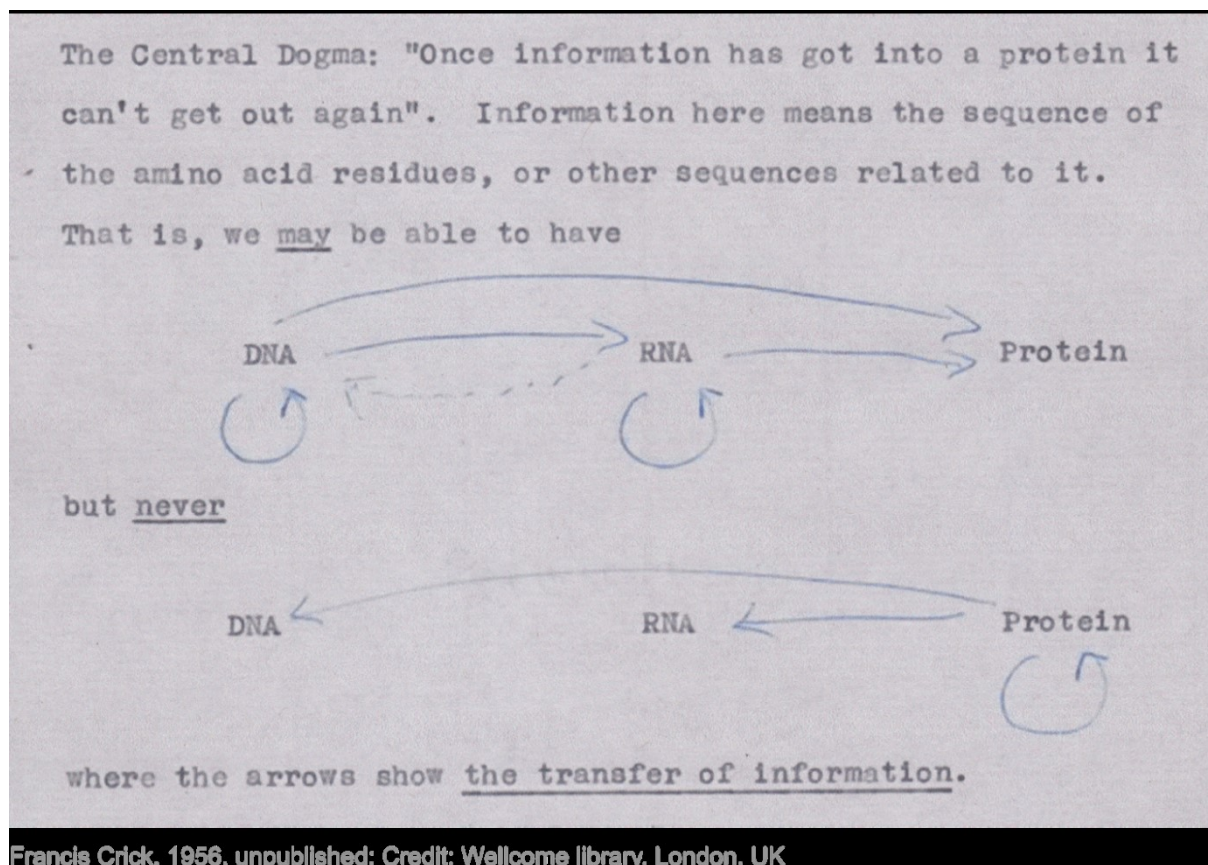 The Central Dogma: "Once information has got into a protein it
can't get out again". Information here means the sequence of
the amino acid residues, or other sequences related to it.
That is, we may be able to have
DNA RNA Protein
but never
DNA RNA Protein
where the arrows show the transfer of information.
Francis Crick, 1956, unpublished; Credit: Wellcome library, London, UK